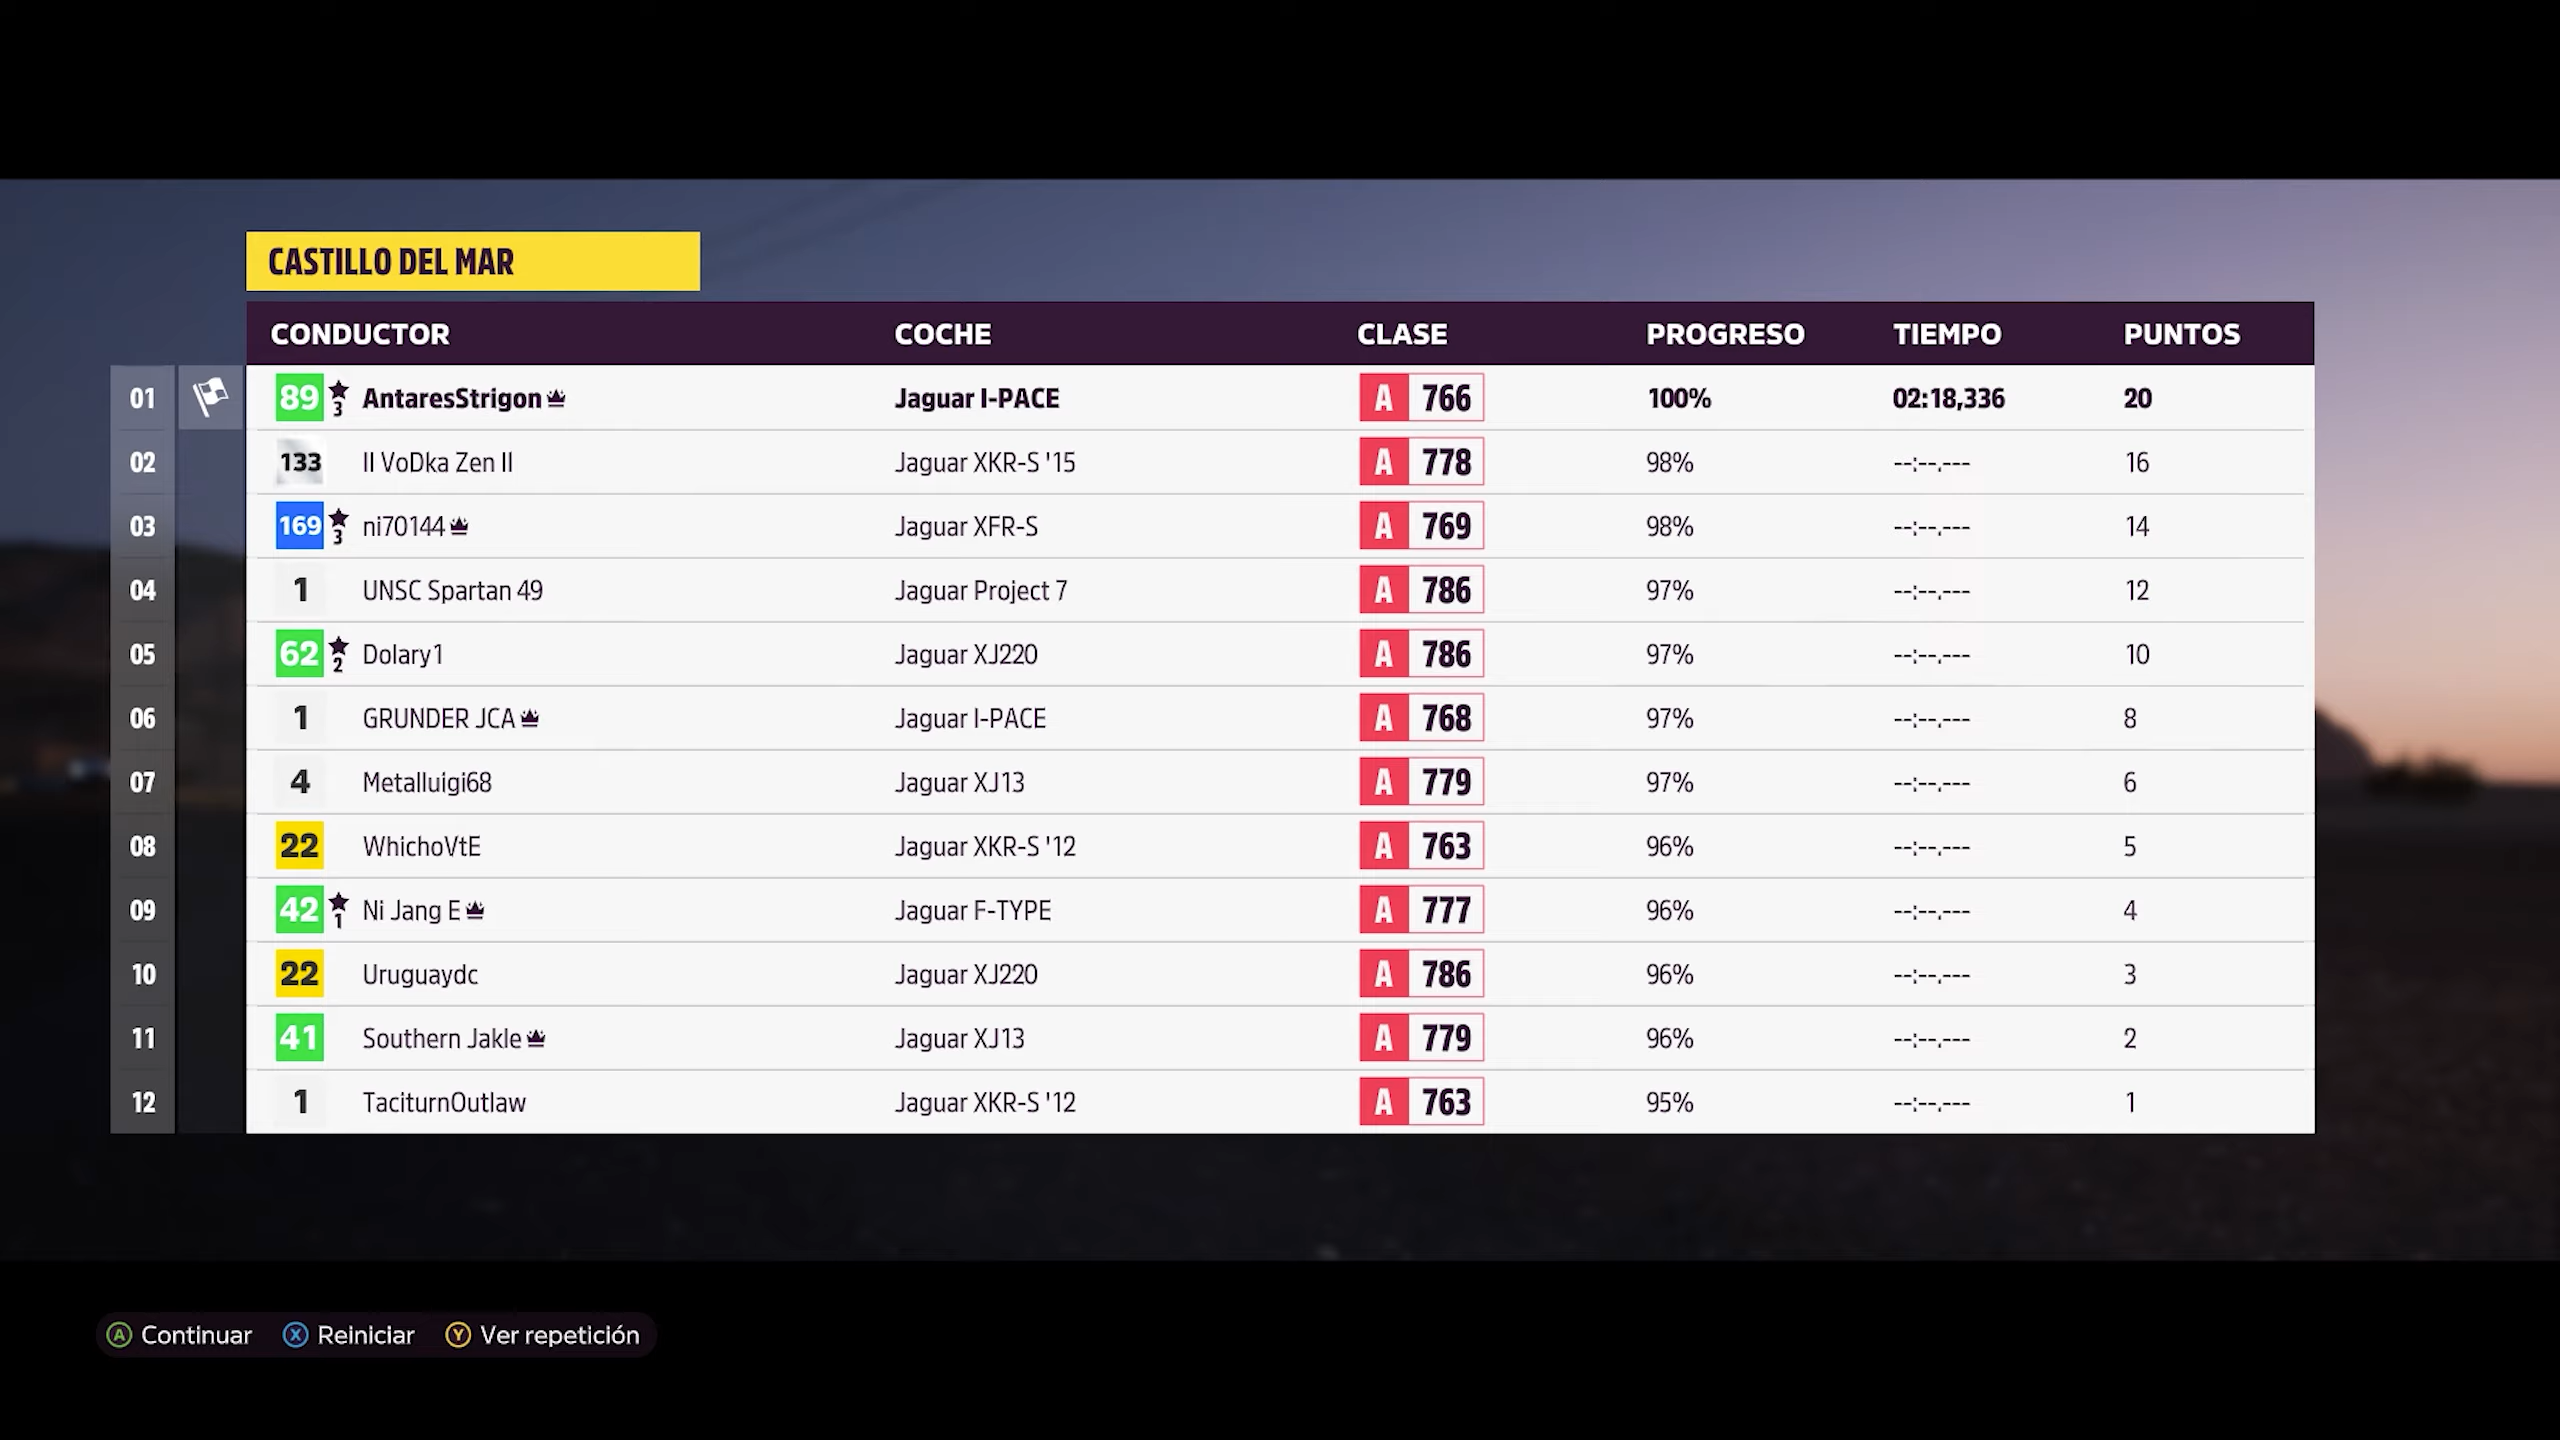 CASTILLO DEL MAR
CONDUCTOR COCHE CLASE PROGRESO TIEMPO PUNTOS
01 89 3 AntaresStrigon Jaguar I-PACE A 766 100% 02:18,336 20
02 133 II VoDka Zen II Jaguar XKR-S '15 A 778 98% --:--,--- 16
03 169 3 ni70144 Jaguar XFR-S A 769 98% --:--,--- 14
04 1 UNSC Spartan 49 Jaguar Project 7 A 786 97% --:--,--- 12
05 62 2 Dolary1 Jaguar XJ220 A 786 97% --:--,--- 10
06 1 GRUNDER JCA Jaguar I-PACE A 768 97% --:--,--- 8
07 4 Metalluigi68 Jaguar XJ13 A 779 97% --:--,--- 6
08 22 WhichoVtE Jaguar XKR-S '12 A 763 96% --:--,--- 5
09 42 1 Ni Jang E Jaguar F-TYPE A 777 96% --:--,--- 4
10 22 Uruguaydc Jaguar XJ220 A 786 96% --:--,--- 3
11 41 Southern Jakle Jaguar XJ13 A 779 96% --:--,--- 2
12 1 TaciturnOutlaw Jaguar XKR-S '12 A 763 95% --:--,--- 1
A Continuar X Reiniciar Y Ver repetición